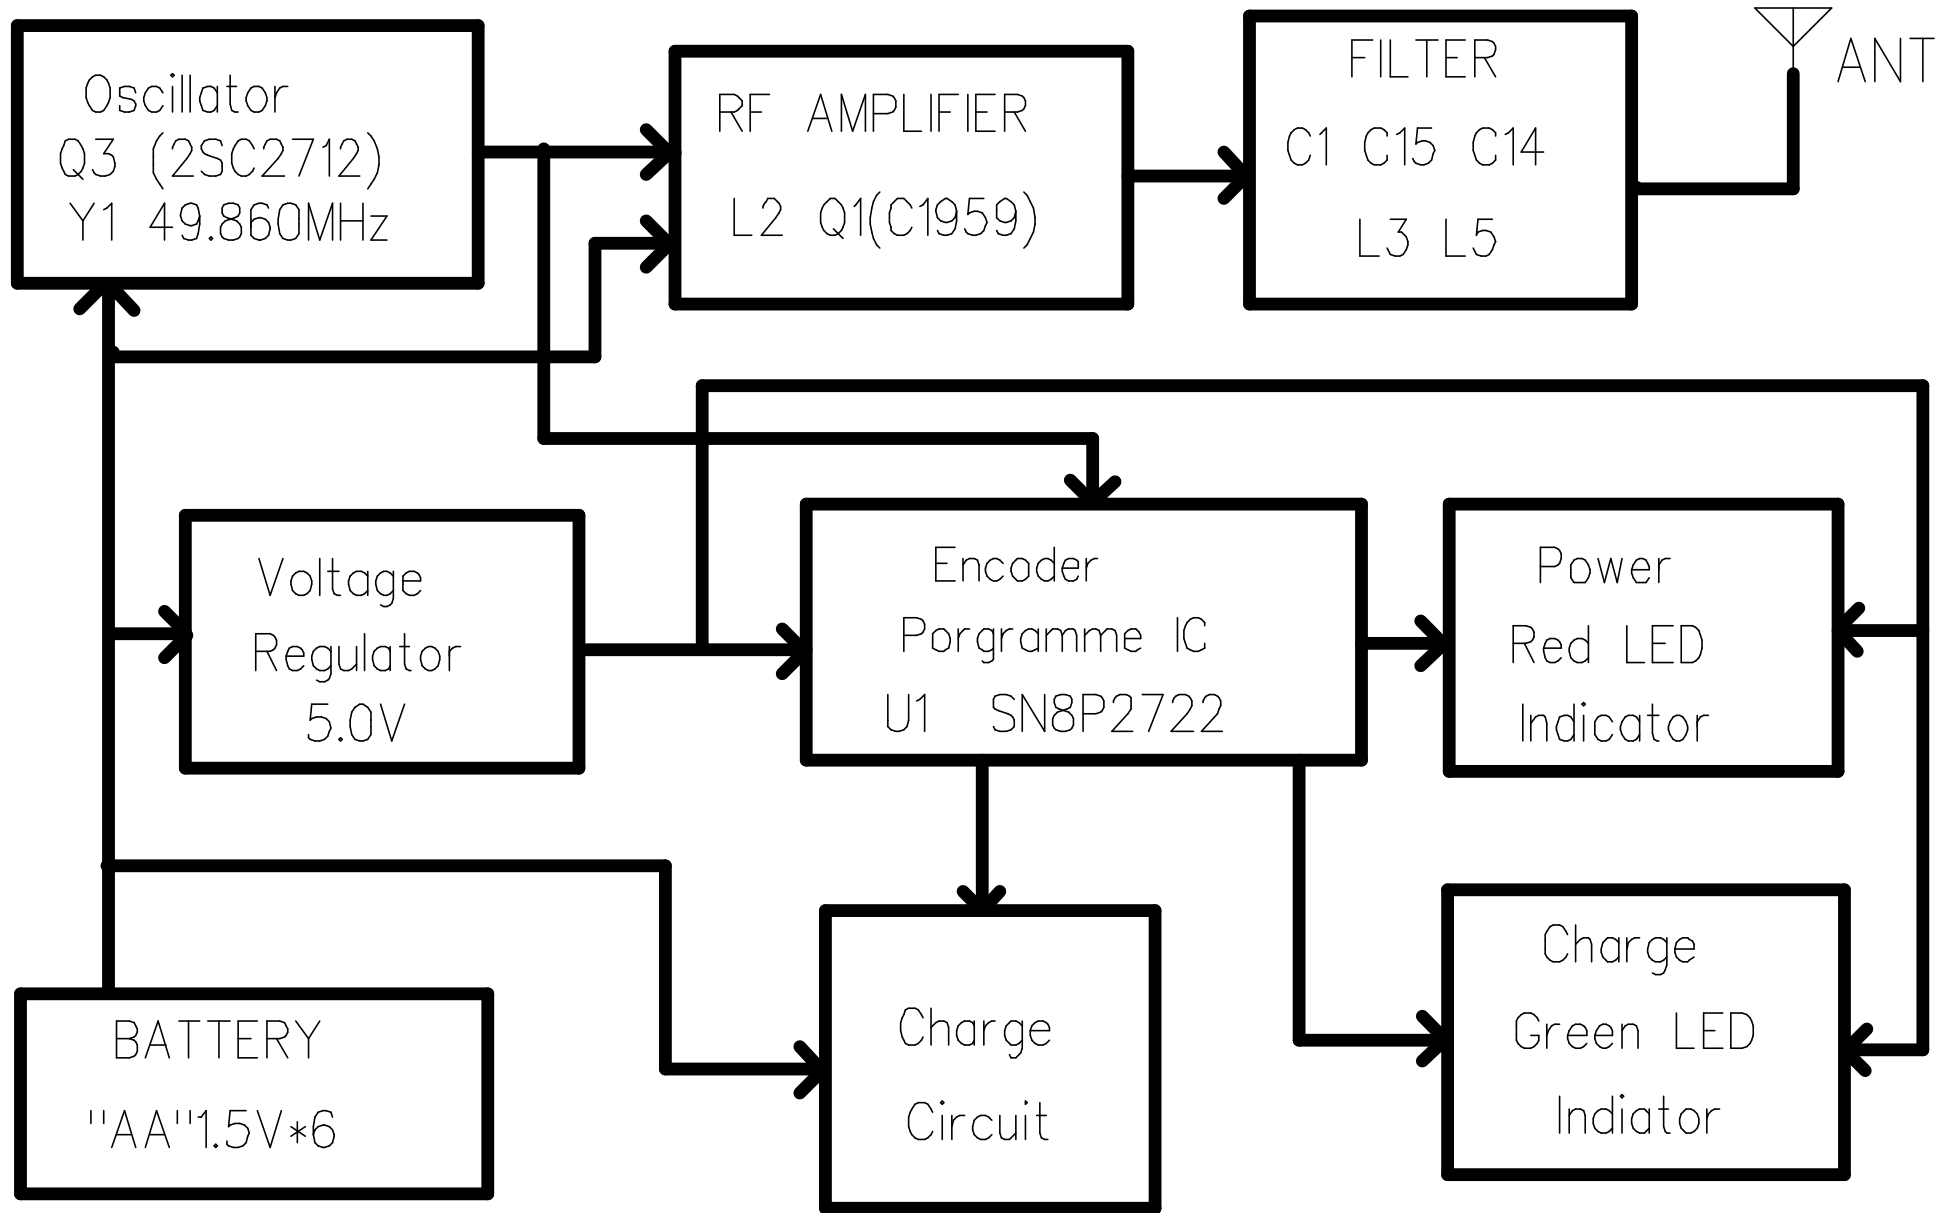 Oscillator
Q3 (2SC2712)
Y1 49.860MHz
RF AMPLIFIER
L2 Q1(C1959)
FILTER
C1 C15 C14
L3 L5
ANT
Voltage
Regulator
5.0V
Encoder
Porgramme IC
U1 SN8P2722
Power
Red LED
Indicator
BATTERY
"AA"1.5V*6
Charge
Circuit
Charge
Green LED
Indiator